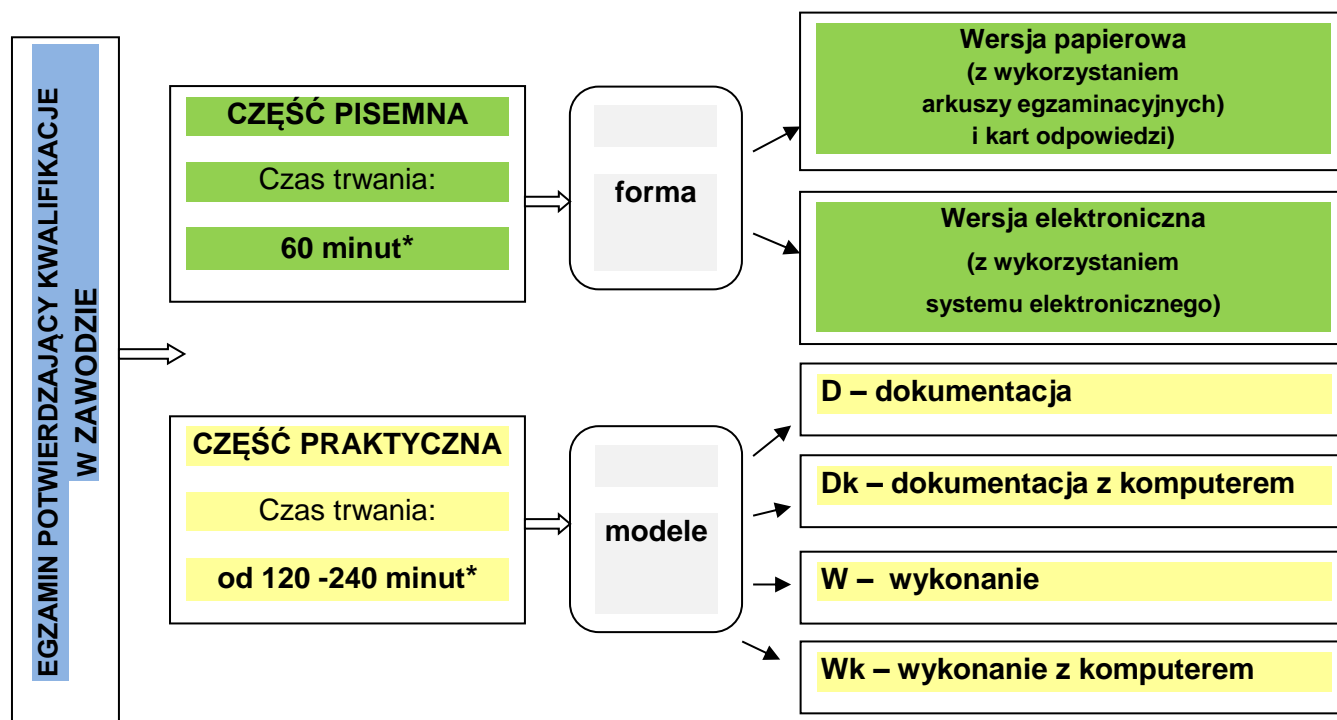 EGZAMIN POTWIERDZAJĄCY KWALIFIKACJE
W ZAWODZIE
CZĘŚĆ PISEMNA
Czas trwania:
60 minut*
forma
Wersja papierowa
(z wykorzystaniem
arkuszy egzaminacyjnych)
i kart odpowiedzi)
Wersja elektroniczna
(z wykorzystaniem
systemu elektronicznego)
CZĘŚĆ PRAKTYCZNA
Czas trwania:
od 120 -240 minut*
modele
D – dokumentacja
Dk – dokumentacja z komputerem
W – wykonanie
Wk – wykonanie z komputerem